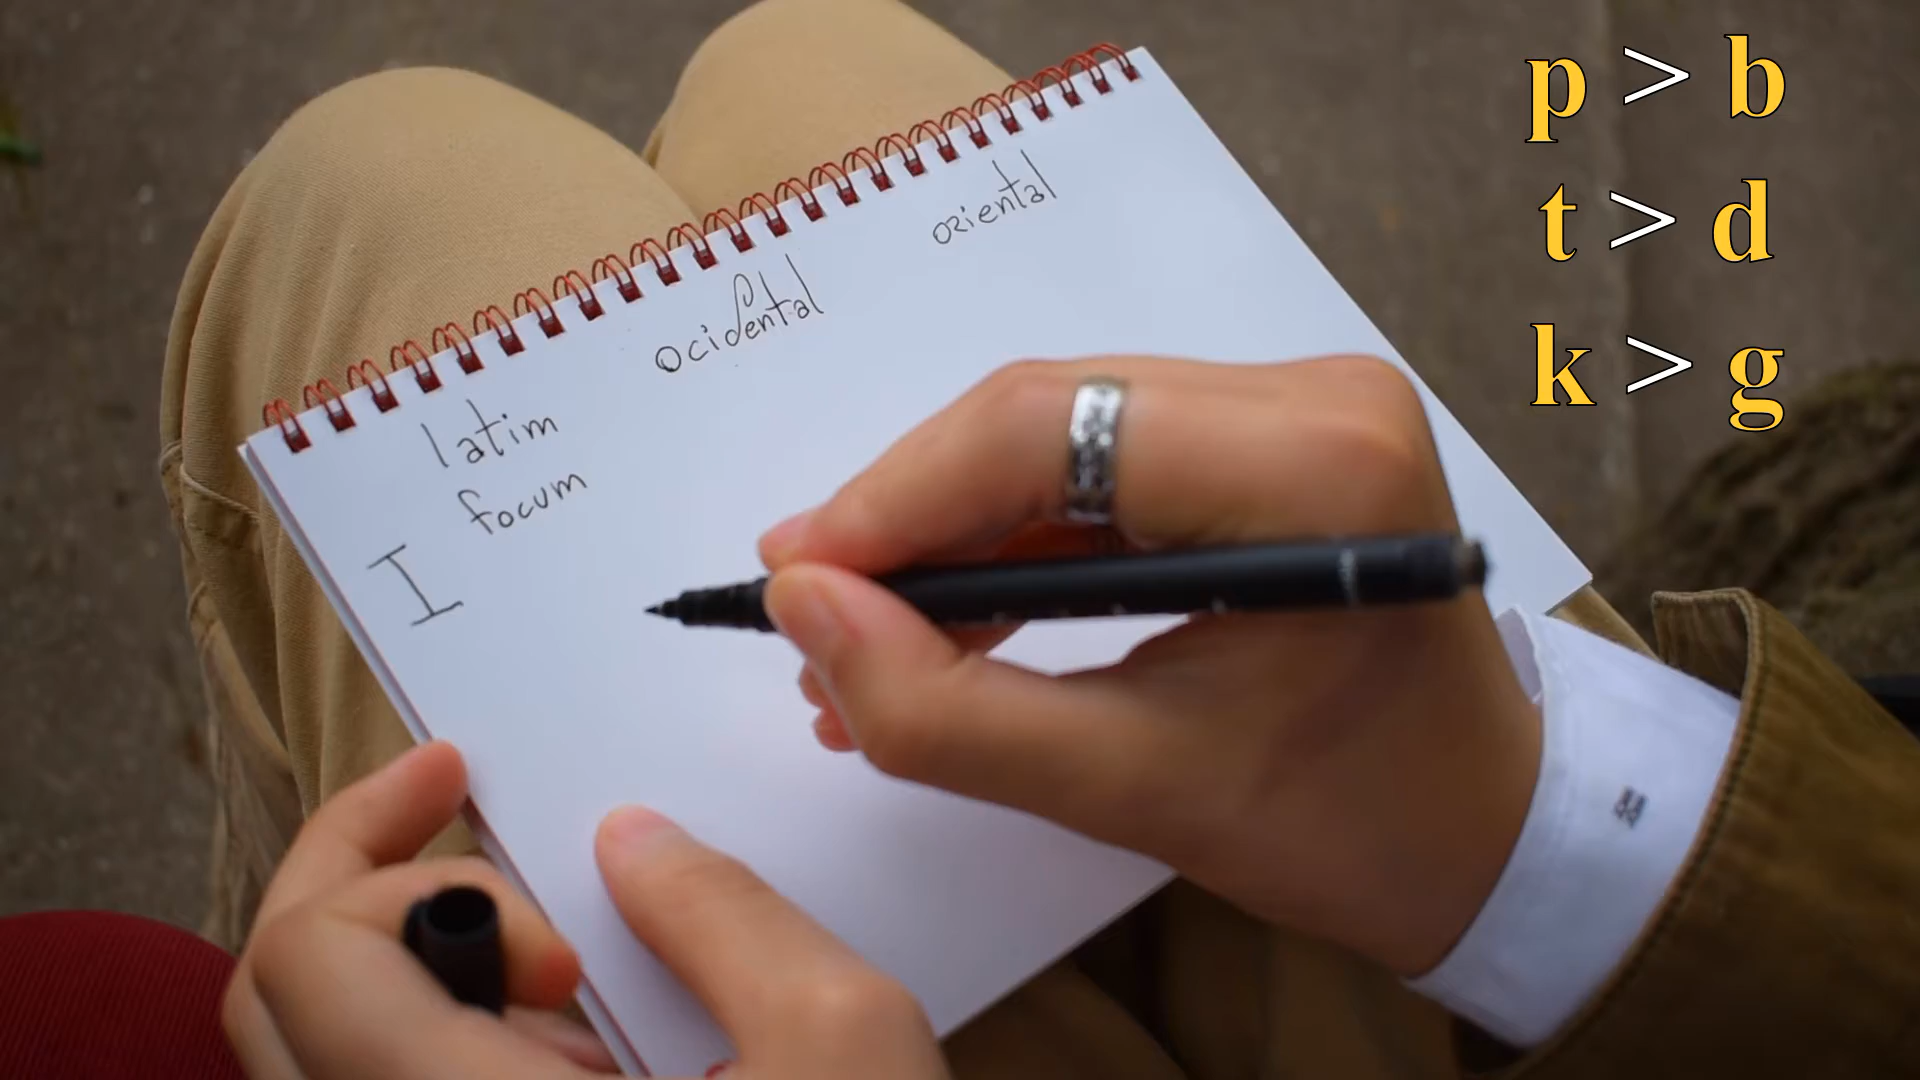 latim ocidental oriental
focum
I
p > b
t > d
k > g